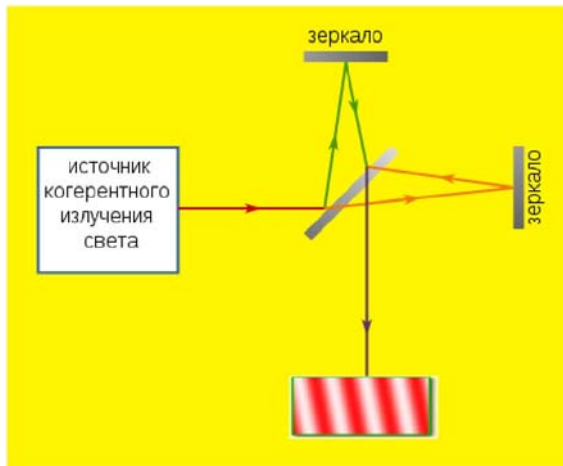 зеркало
источник
когерентного
излучения
света
зеркало